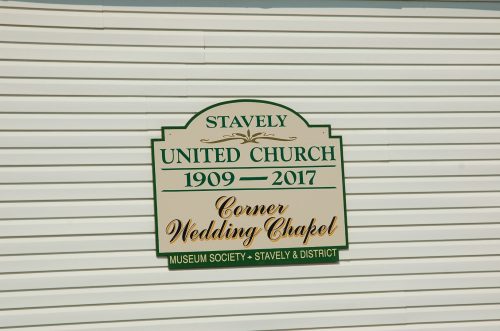 STAVELY
UNITED CHURCH
1909 — 2017
Corner
Wedding Chapel
MUSEUM SOCIETY + STAVELY & DISTRICT